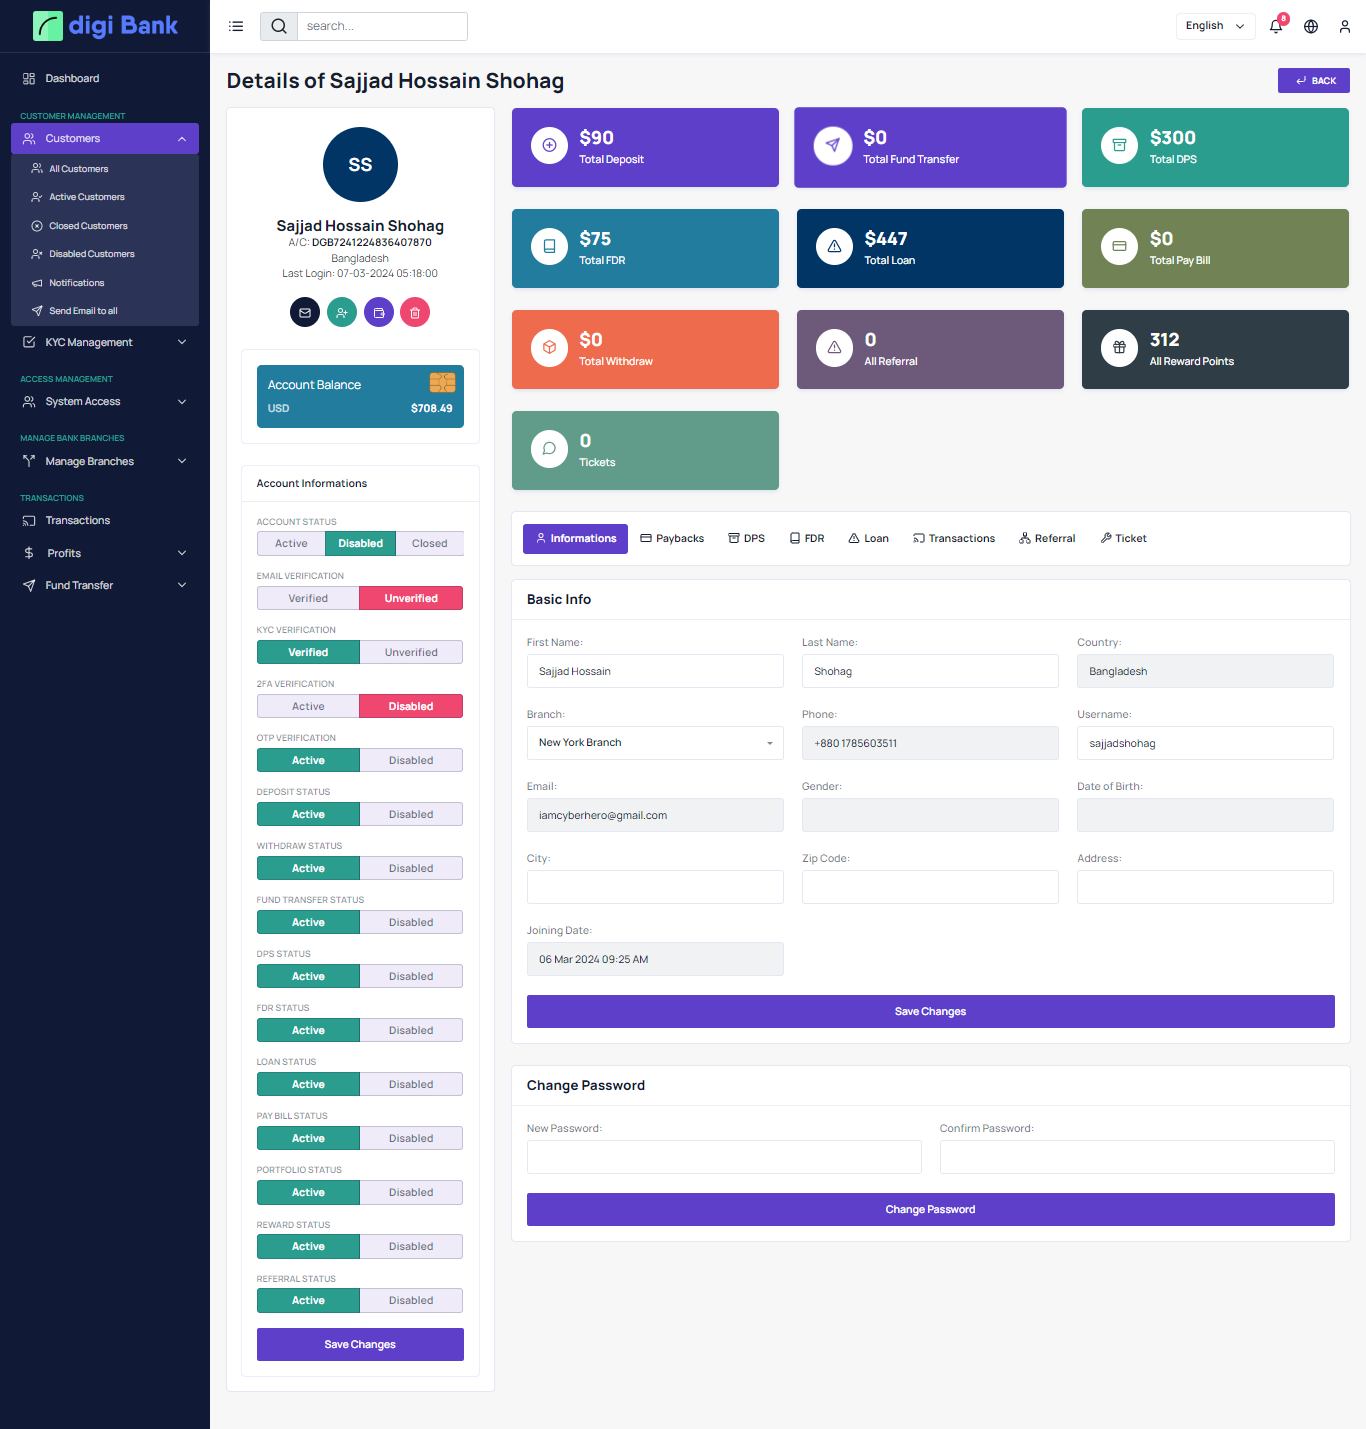 digi Bank
search...
English
8
Dashboard
CUSTOMER MANAGEMENT
Customers
All Customers
Active Customers
Closed Customers
Disabled Customers
Notifications
Send Email to all
KYC Management
ACCESS MANAGEMENT
System Access
MANAGE BANK BRANCHES
Manage Branches
TRANSACTIONS
Transactions
Profits
Fund Transfer
Details of Sajjad Hossain Shohag
BACK
SS
Sajjad Hossain Shohag
A/C: DGB7241224836407870
Bangladesh
Last Login: 07-03-2024 05:18:00
Account Balance
USD $708.49
Account Informations
ACCOUNT STATUS
Active Disabled Closed
EMAIL VERIFICATION
Verified Unverified
KYC VERIFICATION
Verified Unverified
2FA VERIFICATION
Active Disabled
OTP VERIFICATION
Active Disabled
DEPOSIT STATUS
Active Disabled
WITHDRAW STATUS
Active Disabled
FUND TRANSFER STATUS
Active Disabled
DPS STATUS
Active Disabled
FDR STATUS
Active Disabled
LOAN STATUS
Active Disabled
PAY BILL STATUS
Active Disabled
PORTFOLIO STATUS
Active Disabled
REWARD STATUS
Active Disabled
REFERRAL STATUS
Active Disabled
Save Changes
$90
Total Deposit
$0
Total Fund Transfer
$300
Total DPS
$75
Total FDR
$447
Total Loan
$0
Total Pay Bill
$0
Total Withdraw
0
All Referral
312
All Reward Points
0
Tickets
Informations Paybacks DPS FDR Loan Transactions Referral Ticket
Basic Info
First Name: Last Name: Country:
Sajjad Hossain Shohag Bangladesh
Branch: Phone: Username:
New York Branch +880 1785603511 sajjadshohag
Email: Gender: Date of Birth:
iamcyberhero@gmail.com
City: Zip Code: Address:
Joining Date:
06 Mar 2024 09:25 AM
Save Changes
Change Password
New Password: Confirm Password:
Change Password